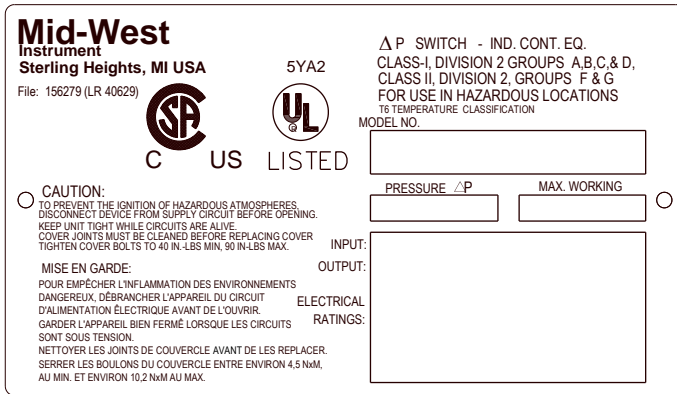 Mid-West
Instrument
Sterling Heights, MI USA
File: 156279 (LR 40629)
SA
C US
5YA2
UL
LISTED
Δ P SWITCH - IND. CONT. EQ.
CLASS-I, DIVISION 2 GROUPS A,B,C,& D,
CLASS II, DIVISION 2, GROUPS F & G
FOR USE IN HAZARDOUS LOCATIONS
T6 TEMPERATURE CLASSIFICATION
MODEL NO.
PRESSURE △P
MAX. WORKING
CAUTION:
TO PREVENT THE IGNITION OF HAZARDOUS ATMOSPHERES,
DISCONNECT DEVICE FROM SUPPLY CIRCUIT BEFORE OPENING.
KEEP UNIT TIGHT WHILE CIRCUITS ARE ALIVE.
COVER JOINTS MUST BE CLEANED BEFORE REPLACING COVER
TIGHTEN COVER BOLTS TO 40 IN.-LBS MIN, 90 IN-LBS MAX.
INPUT:
OUTPUT:
ELECTRICAL
RATINGS:
MISE EN GARDE:
POUR EMPÊCHER L'INFLAMMATION DES ENVIRONNEMENTS
DANGEREUX, DÊBRANCHER L'APPAREIL DU CIRCUIT
D'ALIMENTATION ÊLECTRIQUE AVANT DE L'OUVRIR.
GARDER L'APPAREIL BIEN FERMÊ LORSQUE LES CIRCUITS
SONT SOUS TENSION.
NETTOYER LES JOINTS DE COUVERCLE AVANT DE LES REPLACER.
SERRER LES BOULONS DU COUVERCLE ENTRE ENVIRON 4,5 NxM,
AU MIN. ET ENVIRON 10,2 NxM AU MAX.